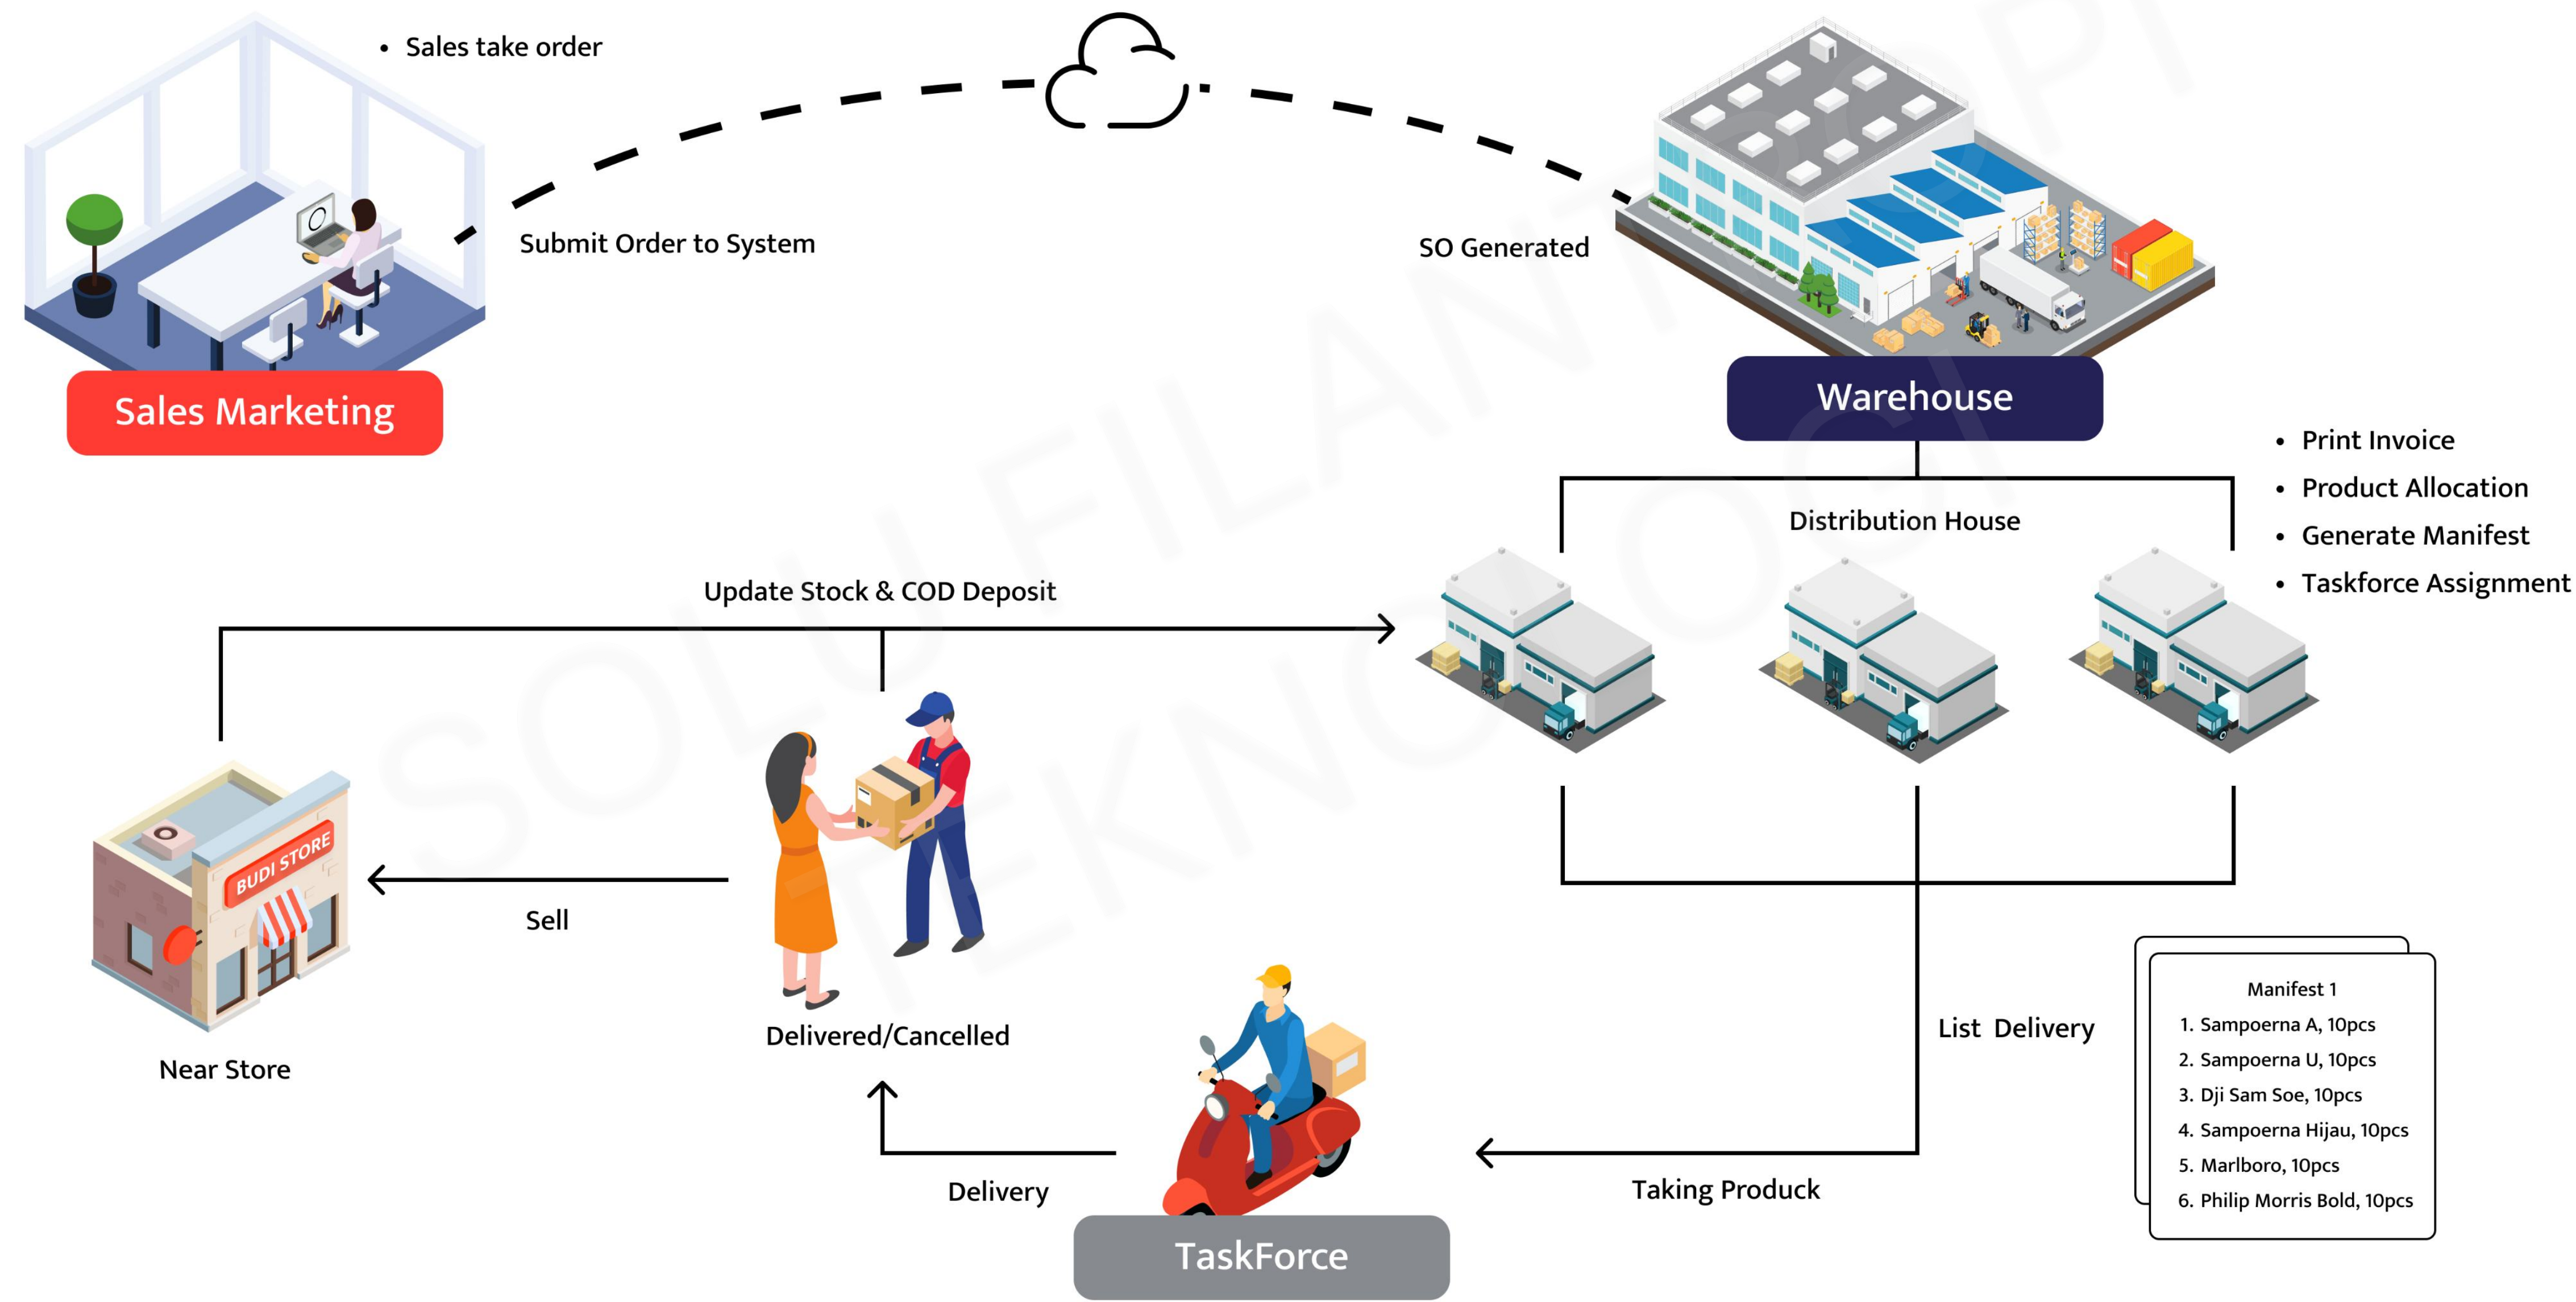 Sales take order
Submit Order to System
SO Generated
Sales Marketing
Warehouse
Print Invoice
Product Allocation
Generate Manifest
Taskforce Assignment
Distribution House
Update Stock & COD Deposit
BUDI STORE
Near Store
Sell
Delivered/Cancelled
Delivery
TaskForce
Taking Produck
List Delivery
Manifest 1
1. Sampoerna A, 10pcs
2. Sampoerna U, 10pcs
3. Dji Sam Soe, 10pcs
4. Sampoerna Hijau, 10pcs
5. Marlboro, 10pcs
6. Philip Morris Bold, 10pcs
SOLU FILANTROPI
TEKNOLOGI